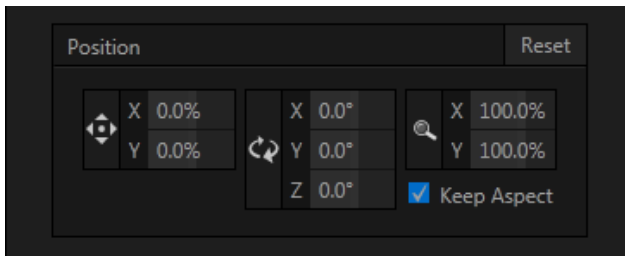 Position Reset
X 0.0% X 0.0° X 100.0%
Y 0.0% Y 0.0° Y 100.0%
Z 0.0° Keep Aspect